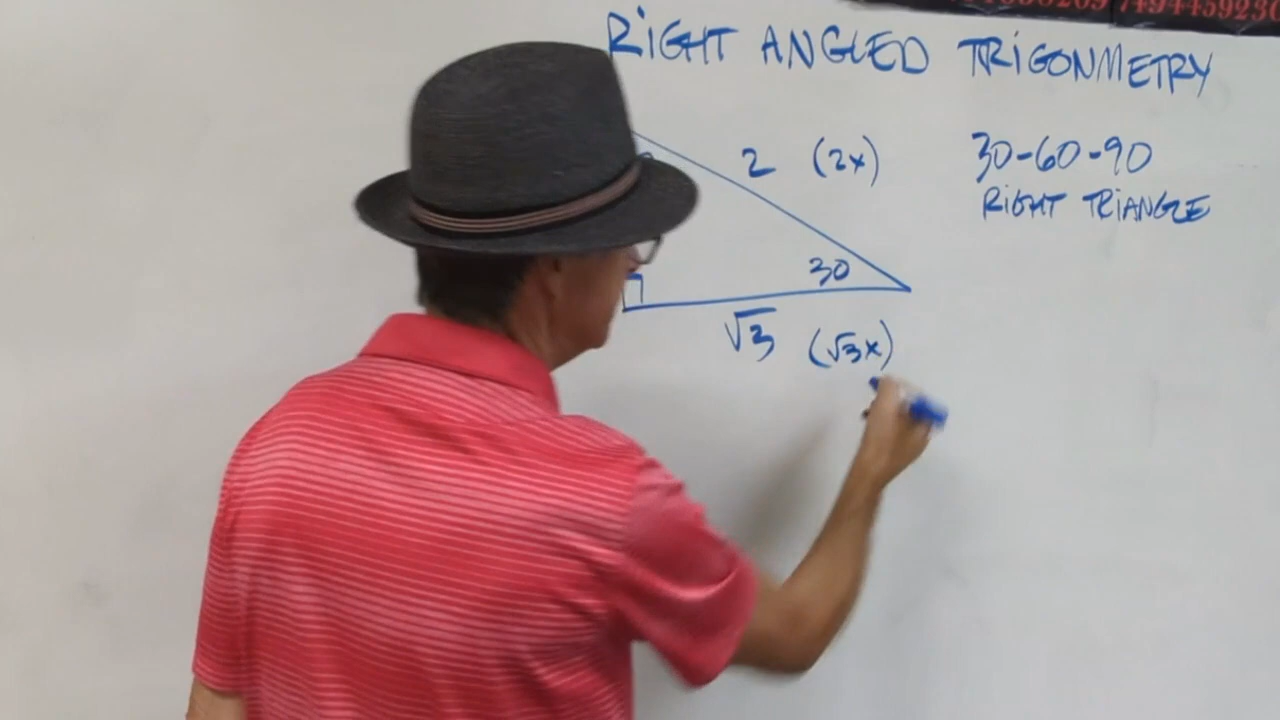 RiGHT ANGLED TRiGONMETRY
2 (2x)
30-60-90
RiGHT TRiANGLE
30
√3 (√3x)